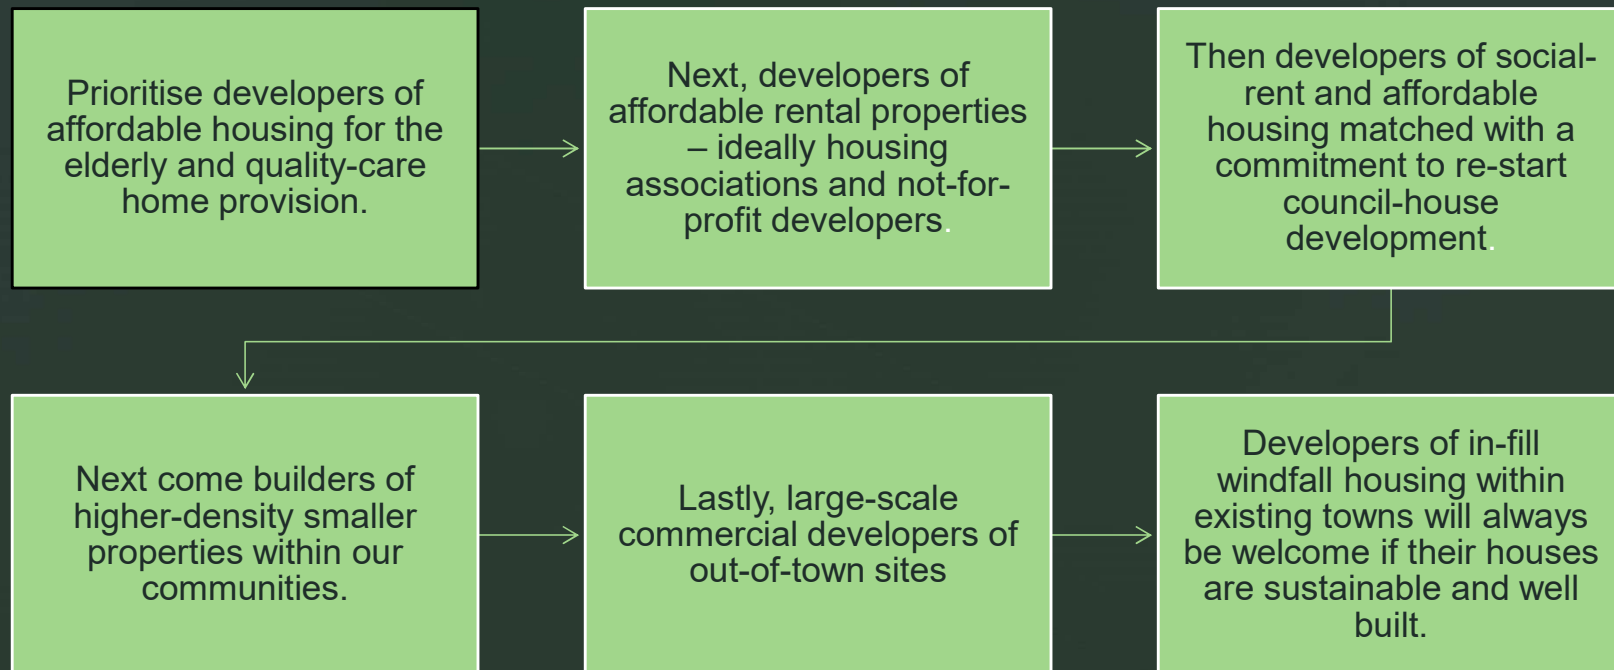 Prioritise developers of
affordable housing for the
elderly and quality-care
home provision.
Next, developers of
affordable rental properties
– ideally housing
associations and not-for-
profit developers.
Then developers of social-
rent and affordable
housing matched with a
commitment to re-start
council-house
development.
Next come builders of
higher-density smaller
properties within our
communities.
Lastly, large-scale
commercial developers of
out-of-town sites
Developers of in-fill
windfall housing within
existing towns will always
be welcome if their houses
are sustainable and well
built.